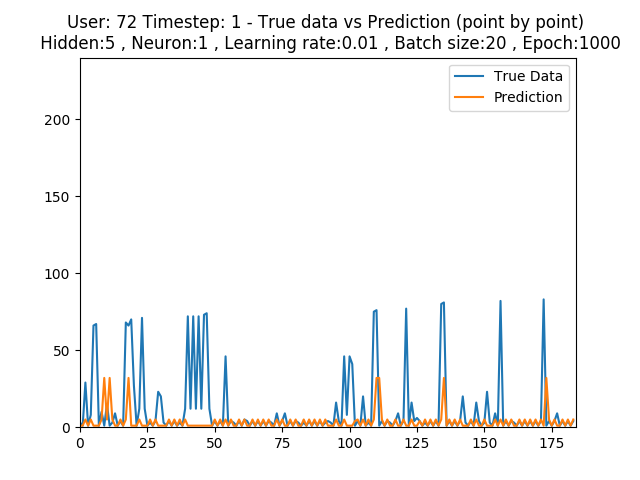 User: 72 Timestep: 1 - True data vs Prediction (point by point)
Hidden:5 , Neuron:1 , Learning rate:0.01 , Batch size:20 , Epoch:1000
True Data
Prediction
200
150
100
50
0
0 25 50 75 100 125 150 175